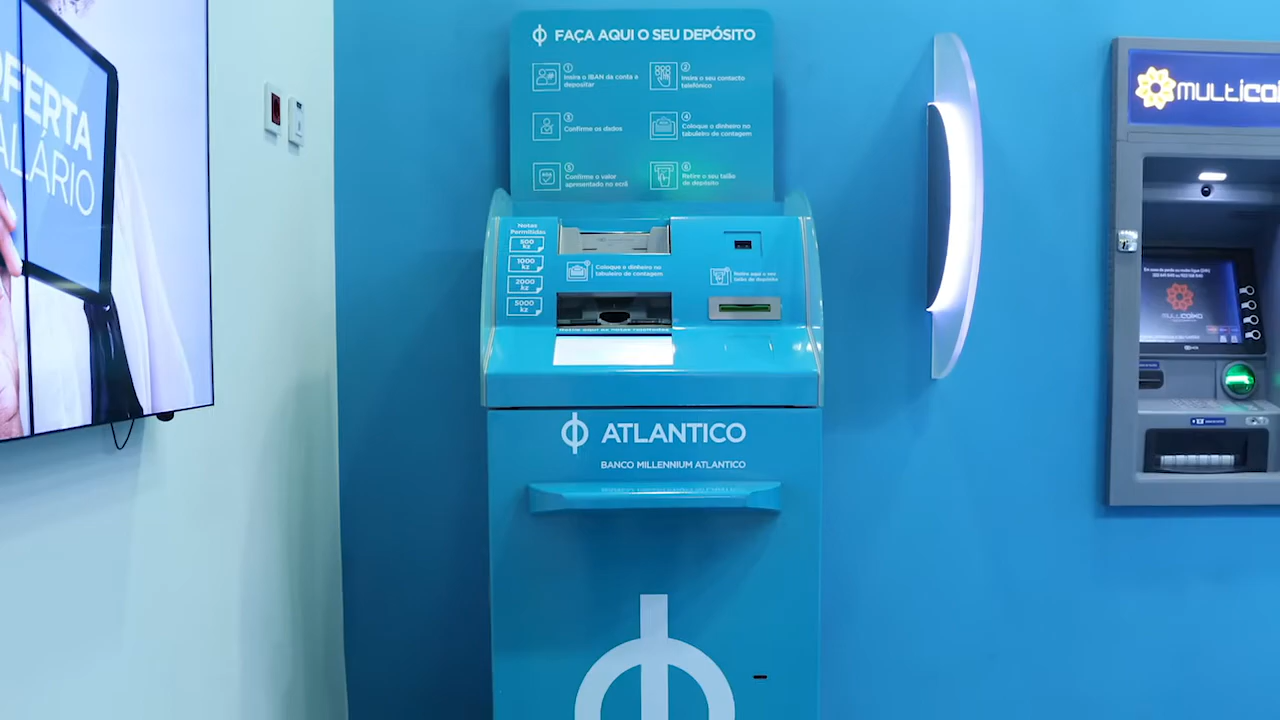 OFERTA
ALÁRIO
FAÇA AQUI O SEU DEPÓSITO
1
Insira o IBAN da conta a
depositar
2
Insira o seu contacto
telefónico
3
Confirme os dados
4
Coloque o dinheiro no
tabuleiro de contagem
5
Confirme o valor
apresentado no ecrã
6
Retire o seu talão
de depósito
Notas
Permitidas
500
kz
1000
kz
2000
kz
5000
kz
Coloque o dinheiro no
tabuleiro de contagem
Retire aqui o seu
talão de depósito
ATLANTICO
BANCO MILLENNIUM ATLANTICO
MULTICAIX
MULTICAIXA